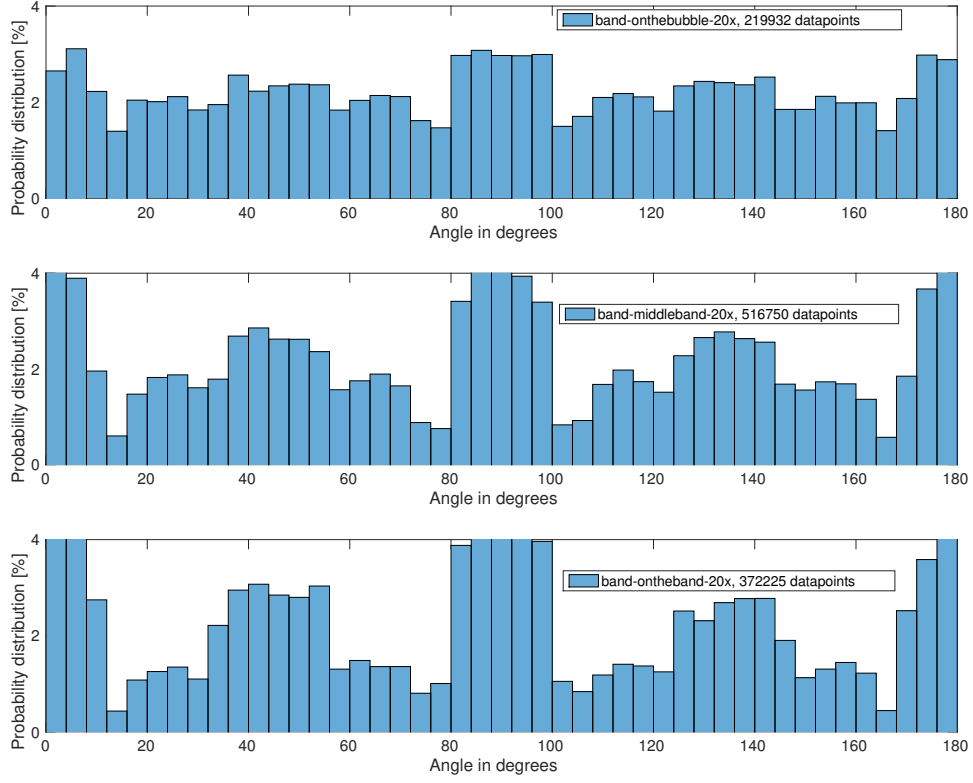 4
band-onthebubble-20x, 219932 datapoints
2
0
0 20 40 60 80 100 120 140 160 180
Probability distribution [%]
Angle in degrees
4
band-middleband-20x, 516750 datapoints
2
0
0 20 40 60 80 100 120 140 160 180
Probability distribution [%]
Angle in degrees
4
band-ontheband-20x, 372225 datapoints
2
0
0 20 40 60 80 100 120 140 160 180
Probability distribution [%]
Angle in degrees